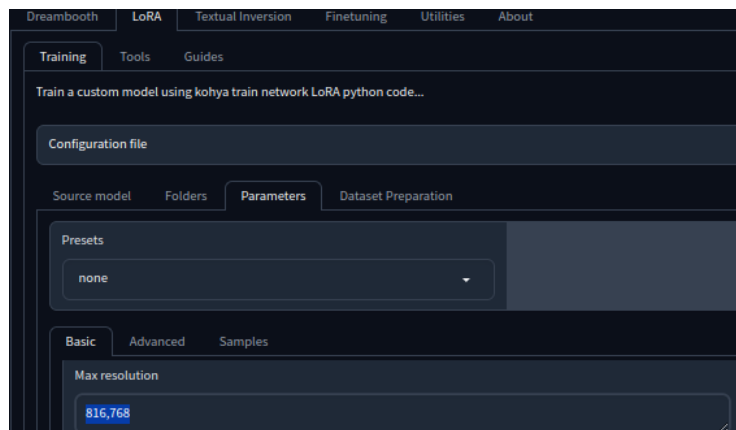 Dreambooth LoRA Textual Inversion Finetuning Utilities About
Training Tools Guides
Train a custom model using kohya train network LoRA python code...
Configuration file
Source model Folders Parameters Dataset Preparation
Presets
none
Basic Advanced Samples
Max resolution
816,768